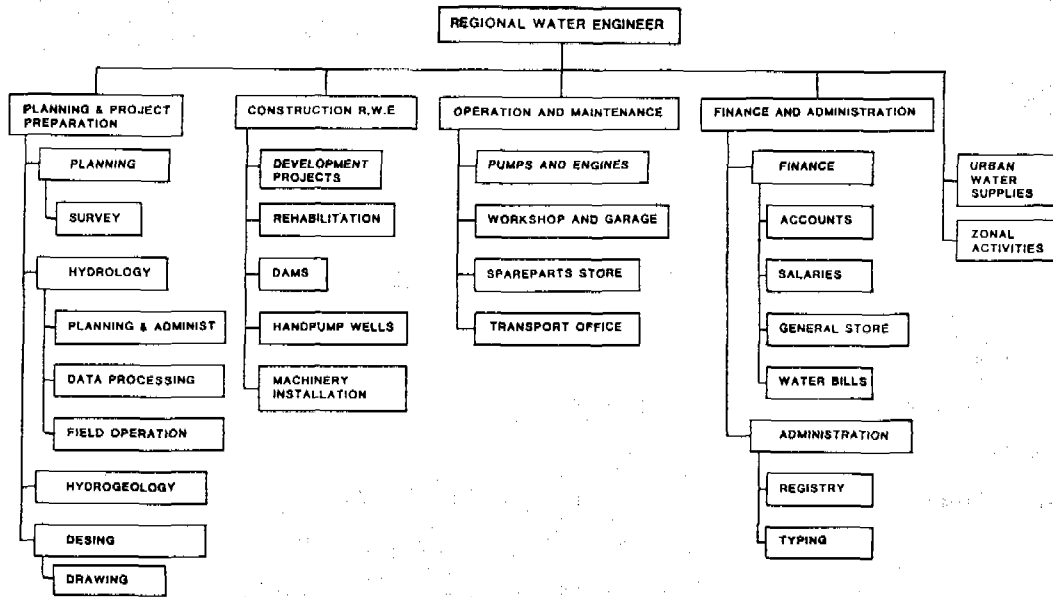 REGIONAL WATER ENGINEER
PLANNING & PROJECT
PREPARATION
PLANNING
SURVEY
HYDROLOGY
PLANNING & ADMINIST
DATA PROCESSING
FIELD OPERATION
HYDROGEOLOGY
DESING
DRAWING
CONSTRUCTION R,W.E
DEVELOPMENT
PROJECTS
REHABILITATION
DAMS
HANDPUMP WELLS
MACHINERY
INSTALLATION
OPERATION AND MAINTENANCE
PUMPS AND ENGINES
WORKSHOP AND GARAGE
SPAREPARTS STORE
TRANSPORT OFFICE
FINANCE AND ADMINISTRATION
FINANCE
ACCOUNTS
SALARIES
GENERAL STORE
WATER BILLS
ADMINISTRATION
REGISTRY
TYPING
URBAN
WATER
SUPPLIES
ZONAL
ACTIVITIES